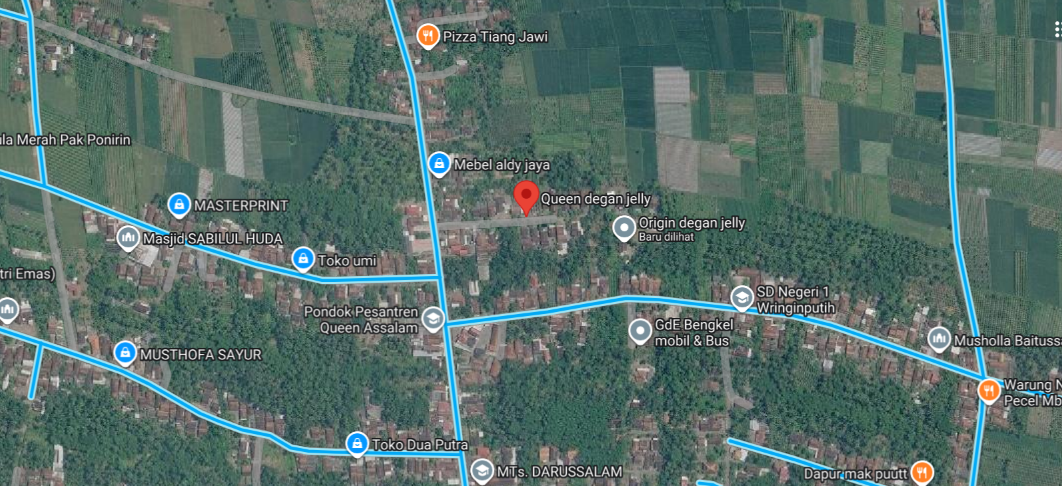 Pizza Tiang Jawi
ula Merah Pak Ponirin
Mebel aldy jaya
MASTERPRINT
Queen degan jelly
Origin degan jelly
Baru dilihat
Masjid SABILUL HUDA
Toko umi
tri Emas)
Pondok Pesantren
Queen Assalam
SD Negeri 1
Wringinputih
GdE Bengkel
mobil & Bus
Musholla Baitussa
MUSTHOFA SAYUR
Warung N
Pecel Mb
Toko Dua Putra
MTs. DARUSSALAM
Dapur mak puutt